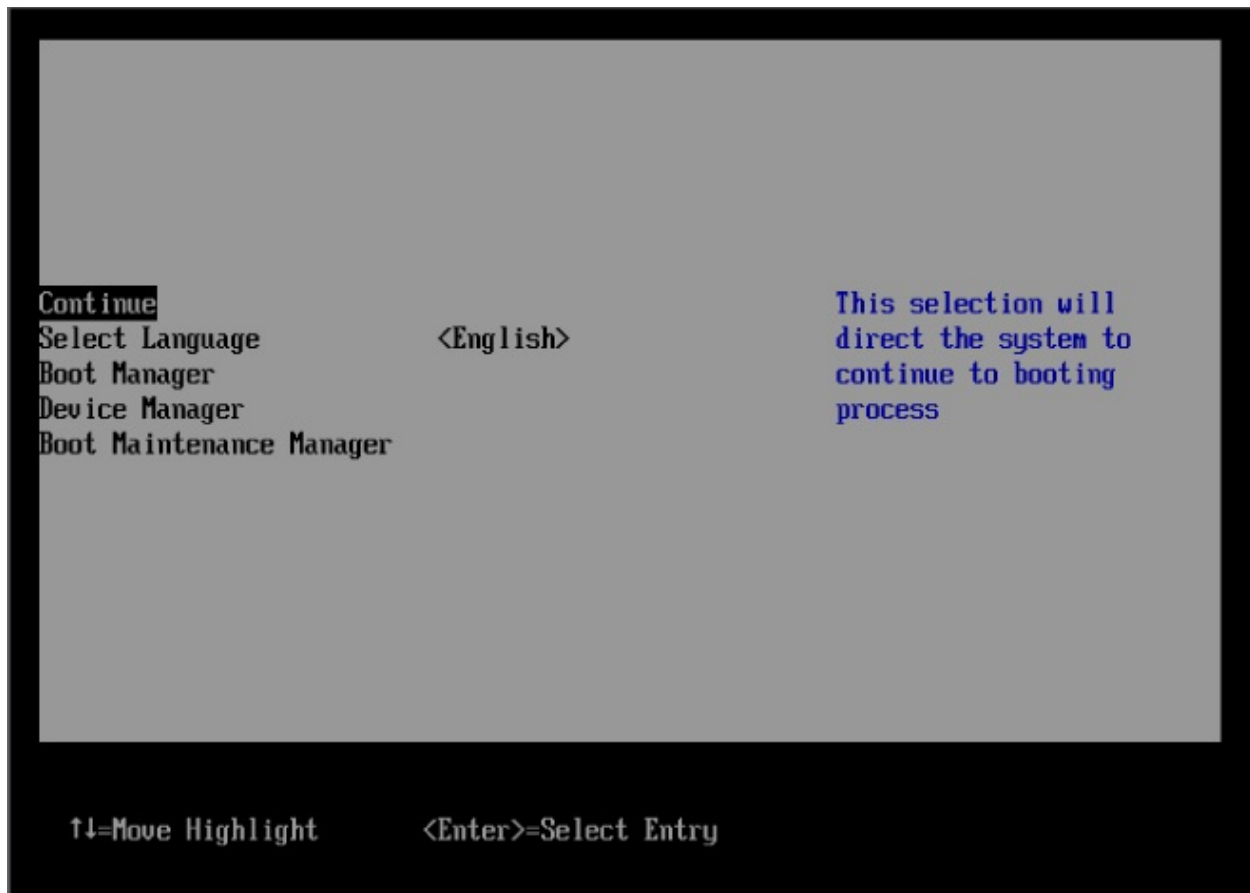 Continue
Select Language <English>
Boot Manager
Device Manager
Boot Maintenance Manager
This selection will
direct the system to
continue to booting
process
↑↓=Move Highlight <Enter>=Select Entry